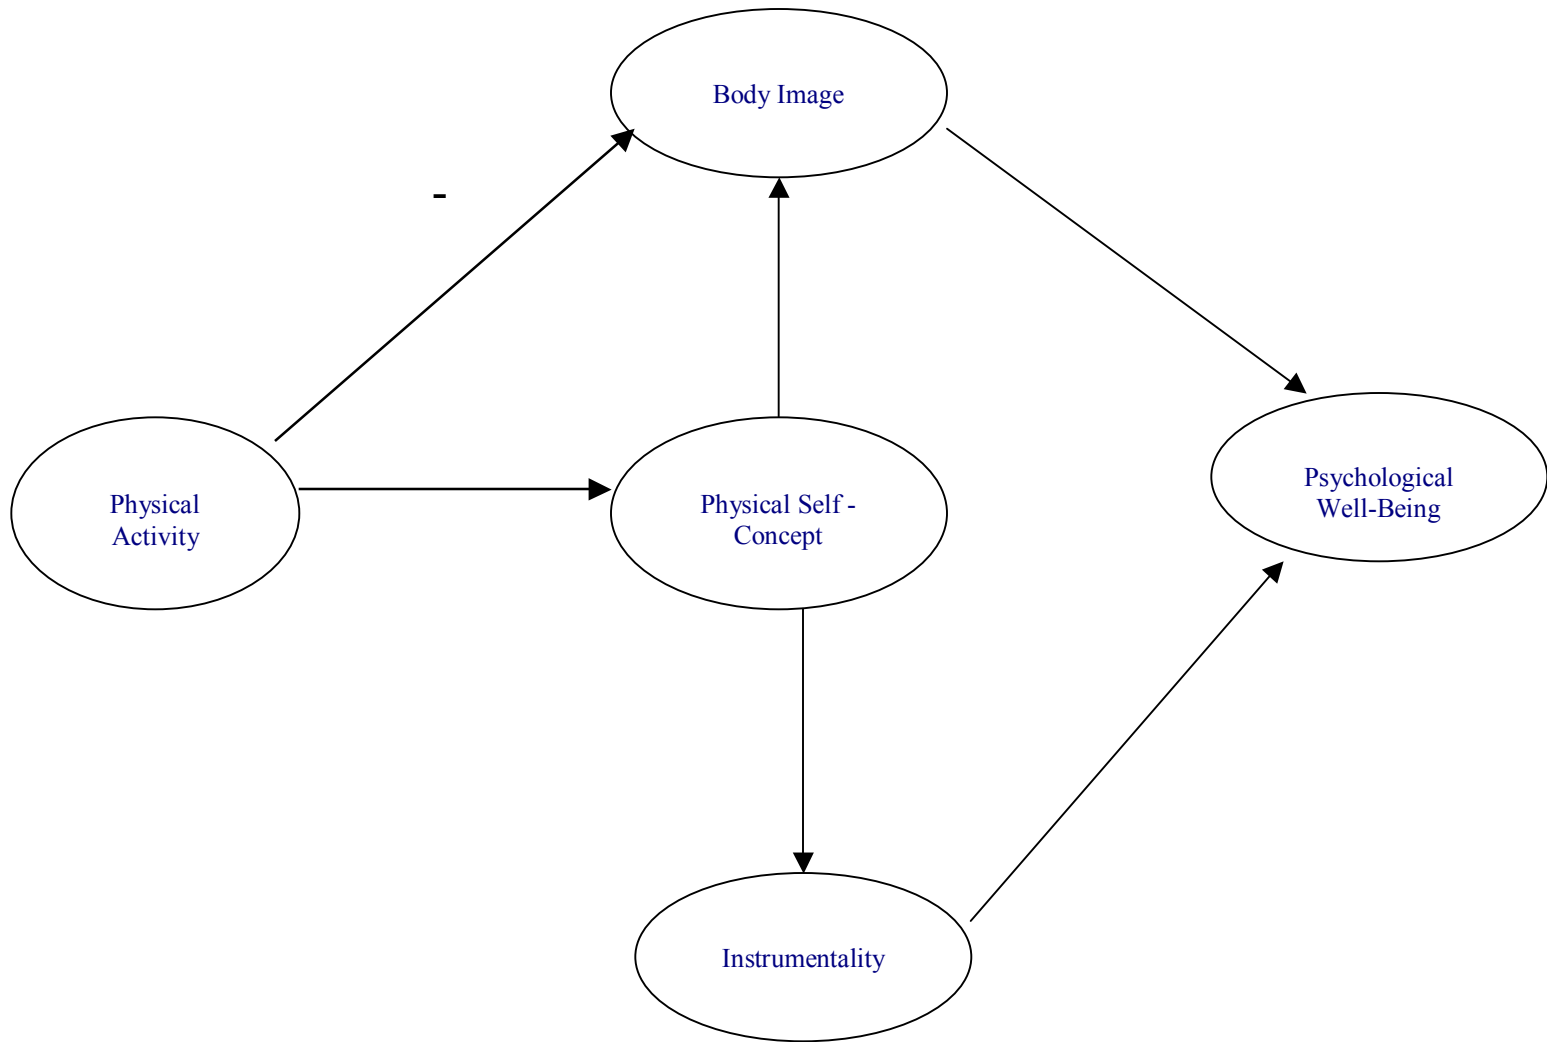 Body Image
-
Physical
Activity
Physical Self -
Concept
Psychological
Well-Being
Instrumentality